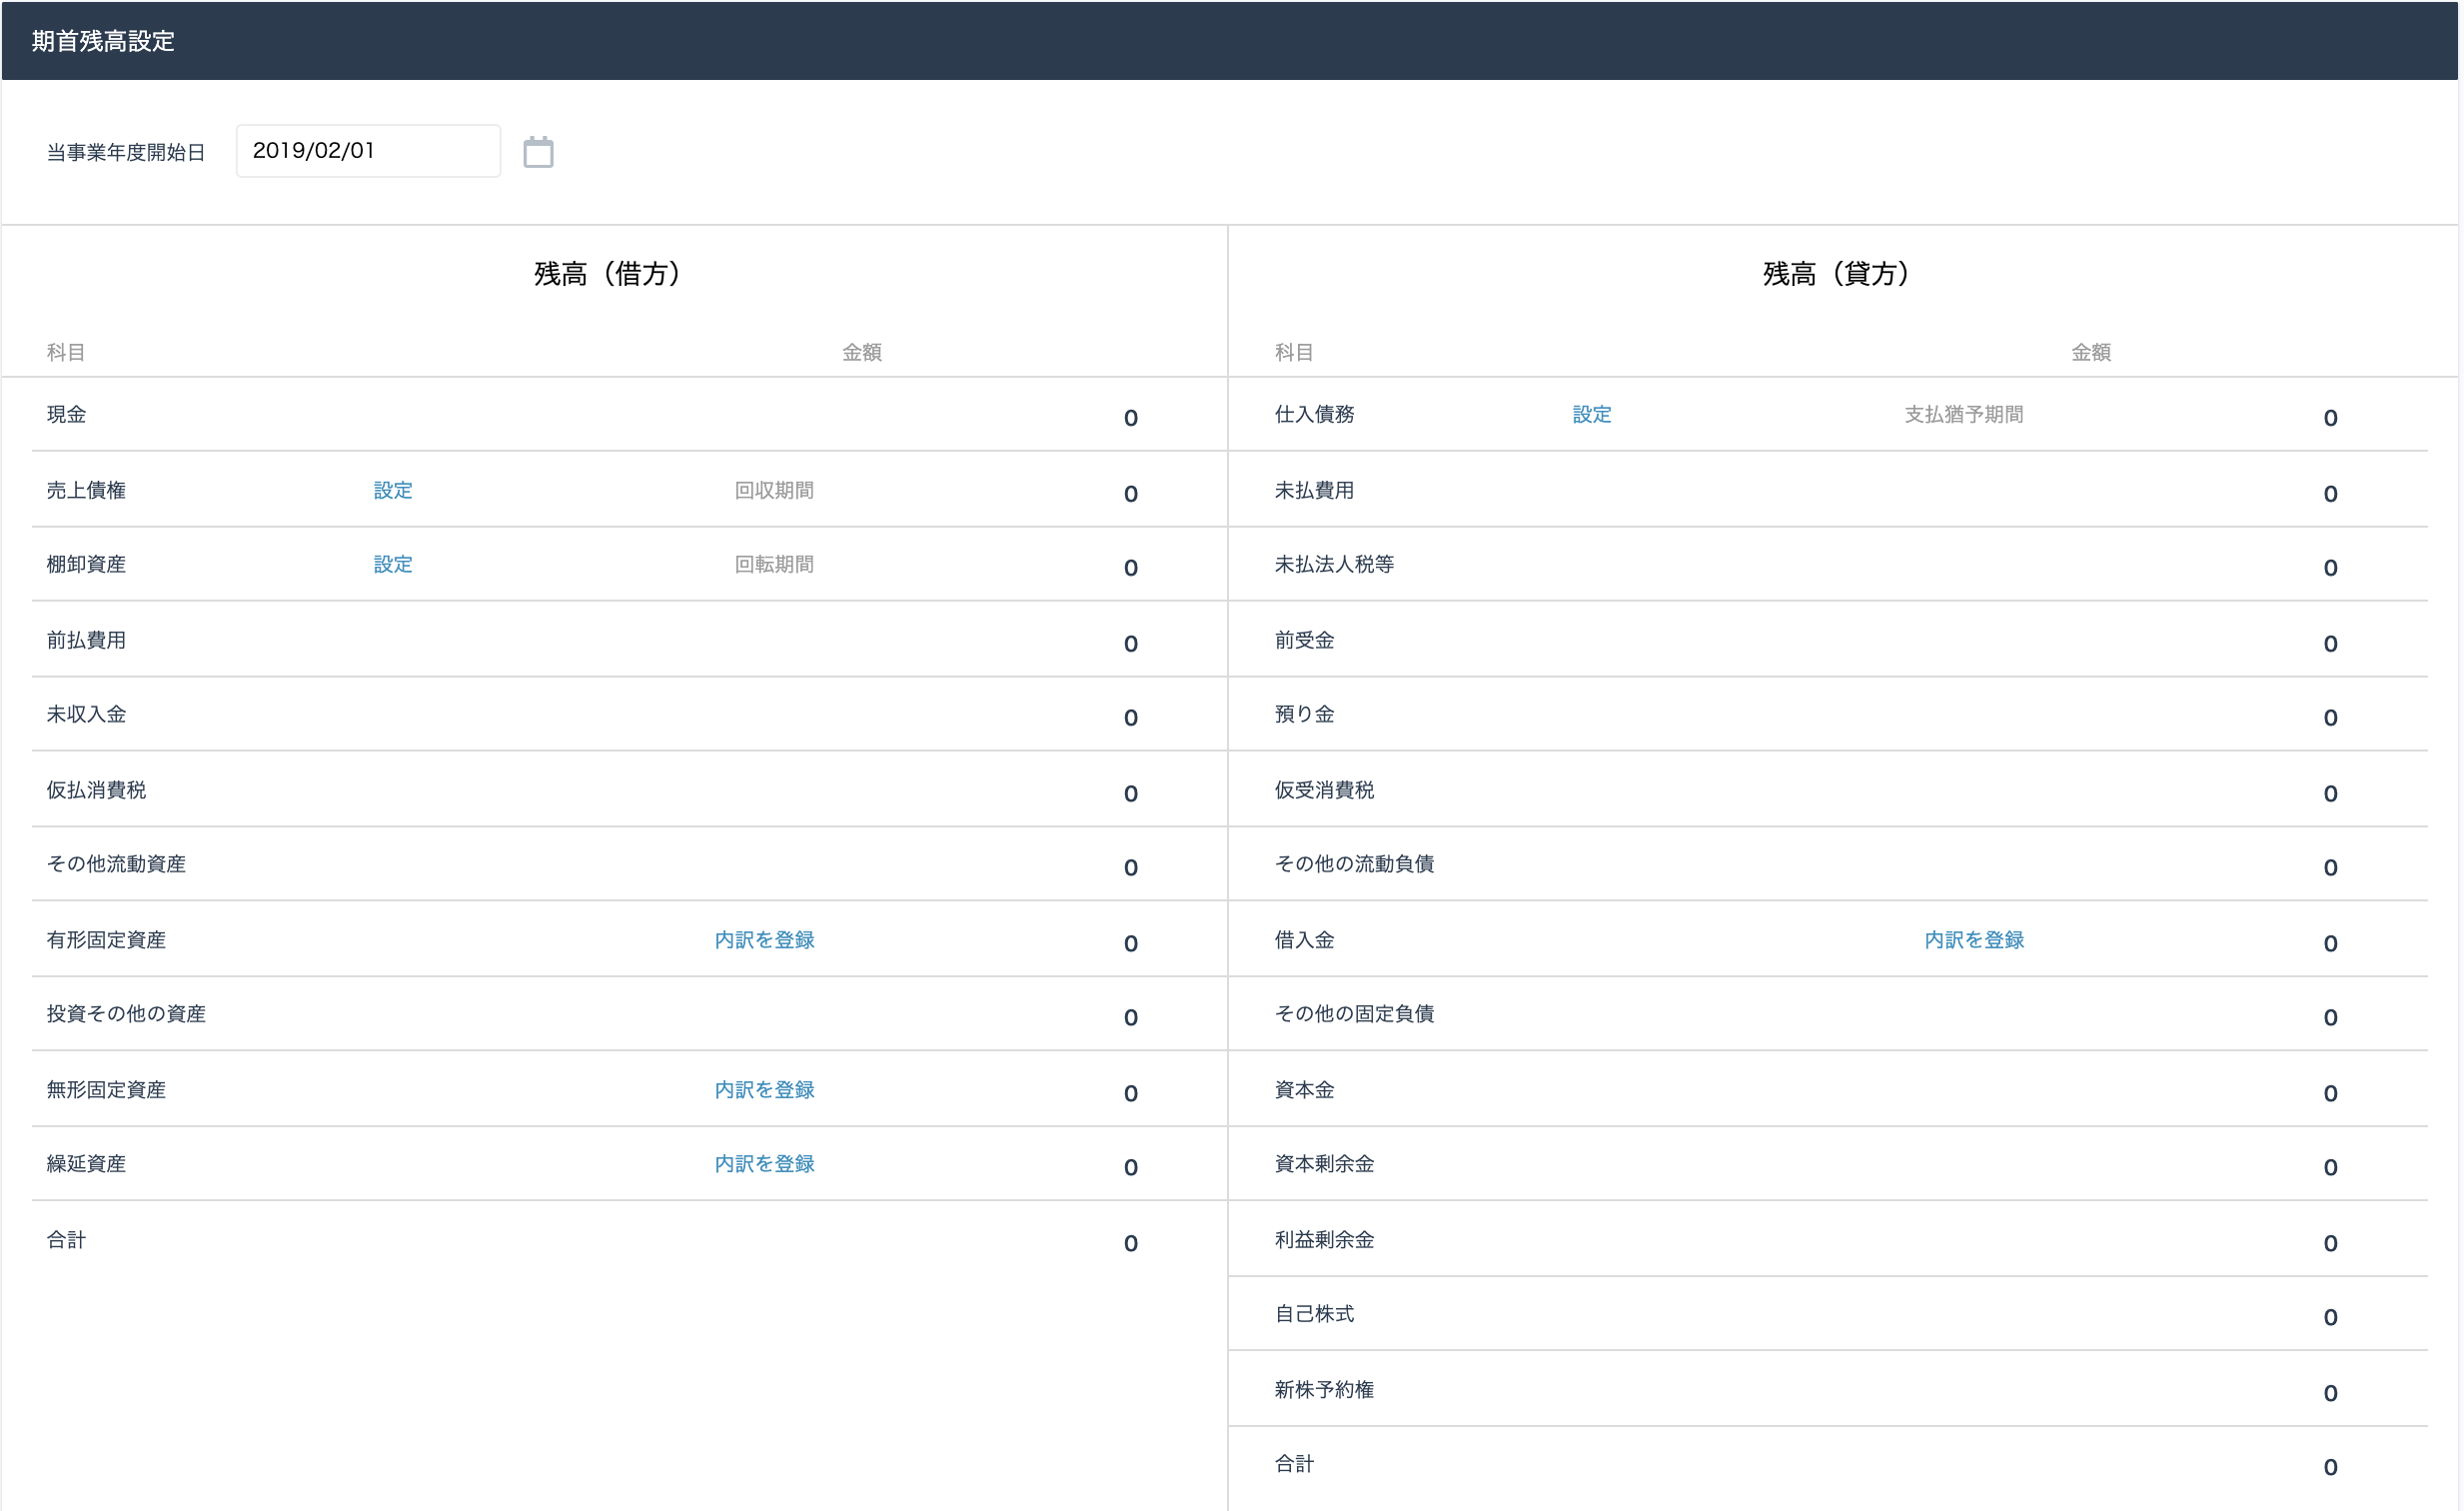 期首残高設定
当事業年度開始日 2019/02/01
残高（借方）
科目 金額
現金 0
売上債権 設定 回収期間 0
棚卸資産 設定 回転期間 0
前払費用 0
未収入金 0
仮払消費税 0
その他流動資産 0
有形固定資産 内訳を登録 0
投資その他の資産 0
無形固定資産 内訳を登録 0
繰延資産 内訳を登録 0
合計 0
残高（貸方）
科目 金額
仕入債務 設定 支払猶予期間 0
未払費用 0
未払法人税等 0
前受金 0
預り金 0
仮受消費税 0
その他の流動負債 0
借入金 内訳を登録 0
その他の固定負債 0
資本金 0
資本剰余金 0
利益剰余金 0
自己株式 0
新株予約権 0
合計 0